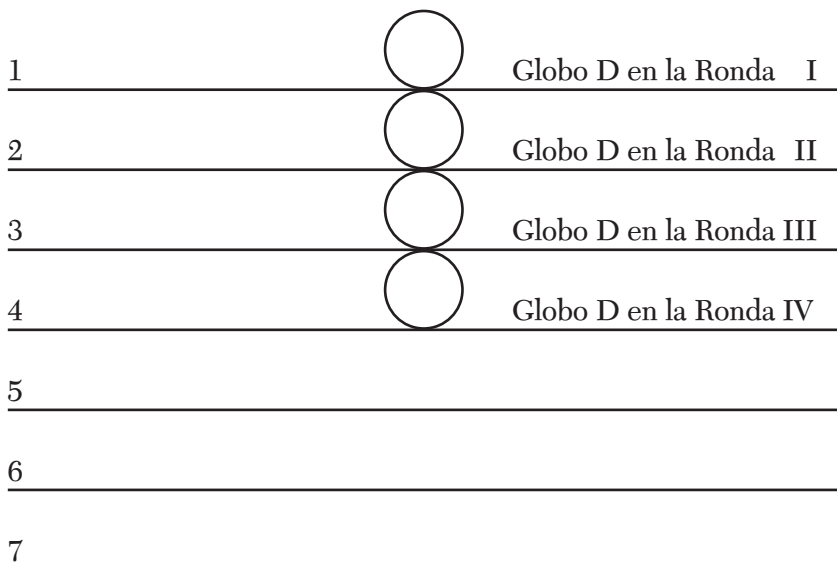 1 Globo D en la Ronda I
2 Globo D en la Ronda II
3 Globo D en la Ronda III
4 Globo D en la Ronda IV
5
6
7